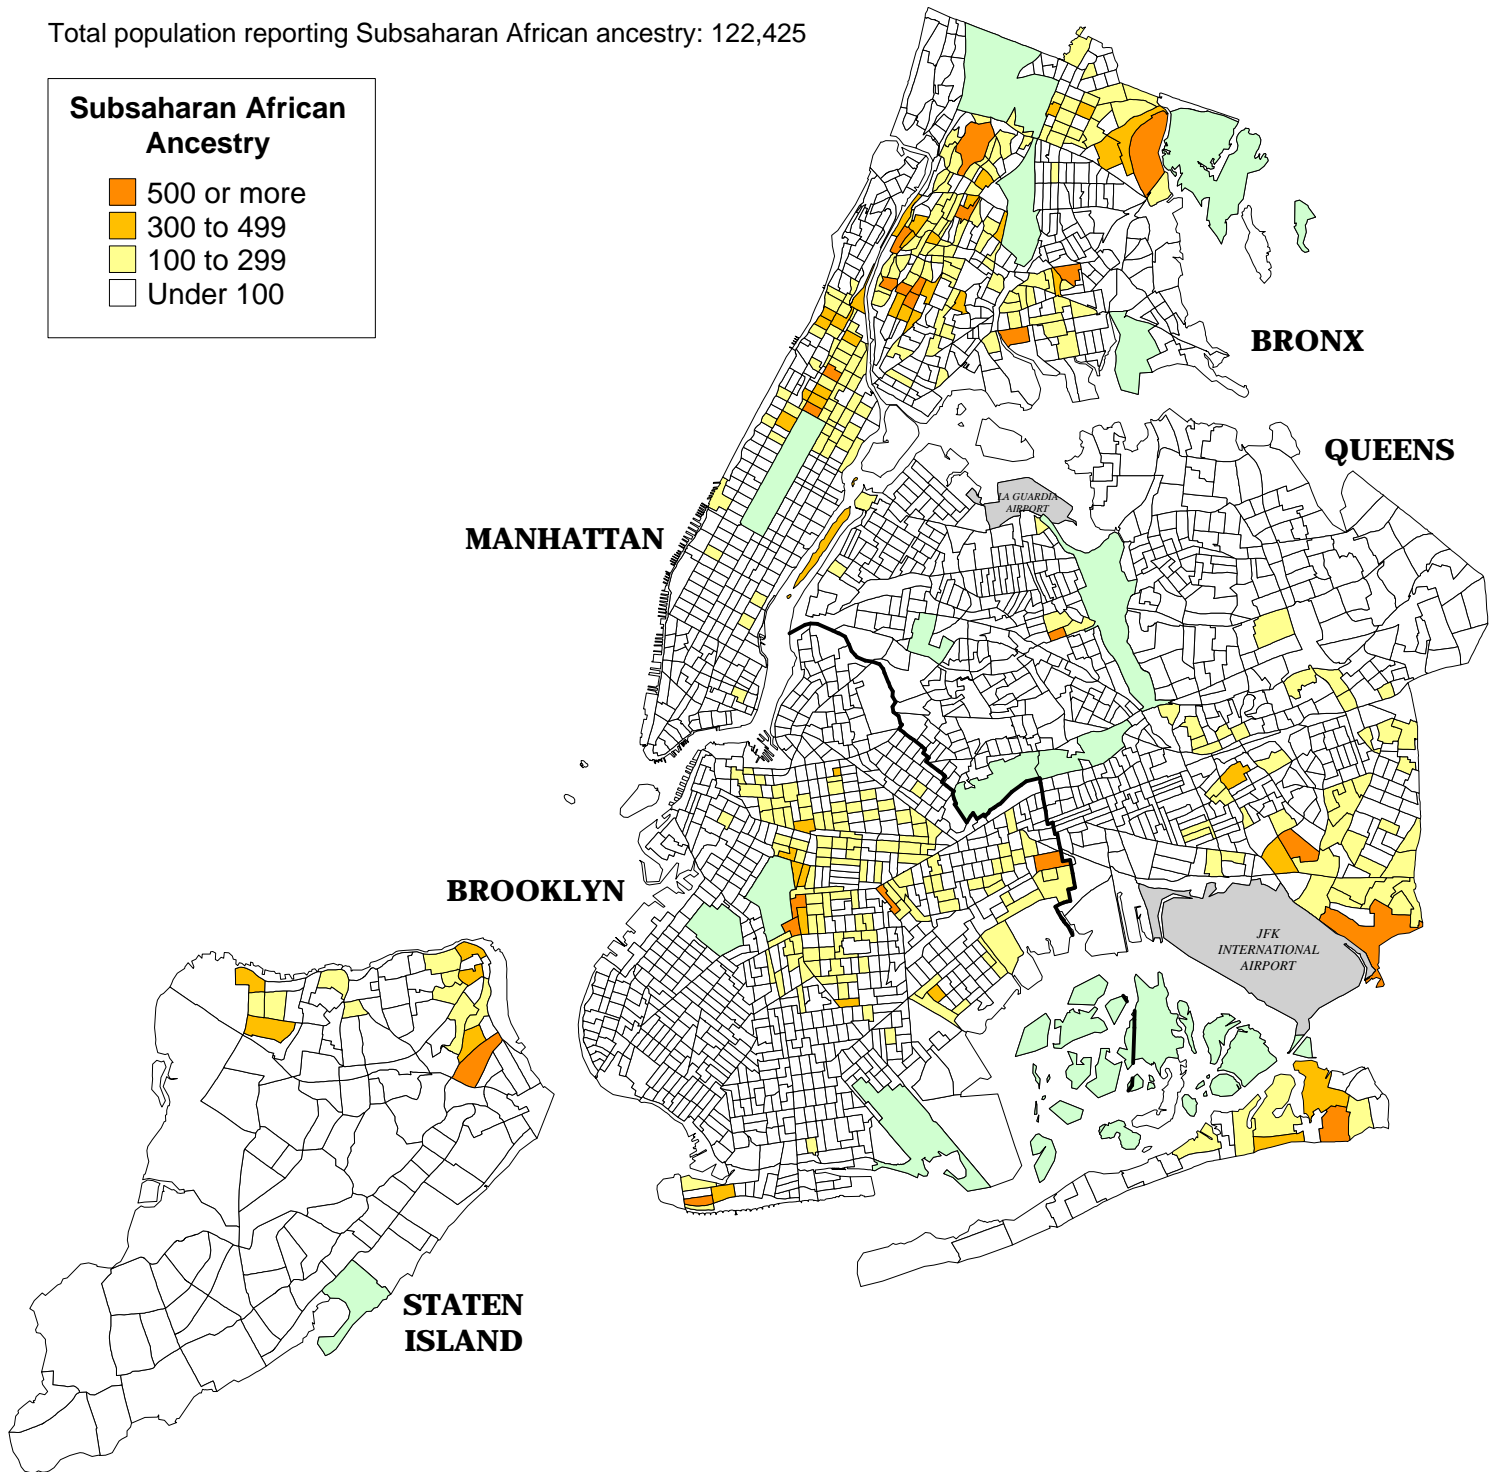 Total population reporting Subsaharan African ancestry: 122,425
Subsaharan African
Ancestry
500 or more
300 to 499
100 to 299
Under 100
BRONX
QUEENS
LA GUARDIA
AIRPORT
MANHATTAN
BROOKLYN
JFK
INTERNATIONAL
AIRPORT
STATEN
ISLAND